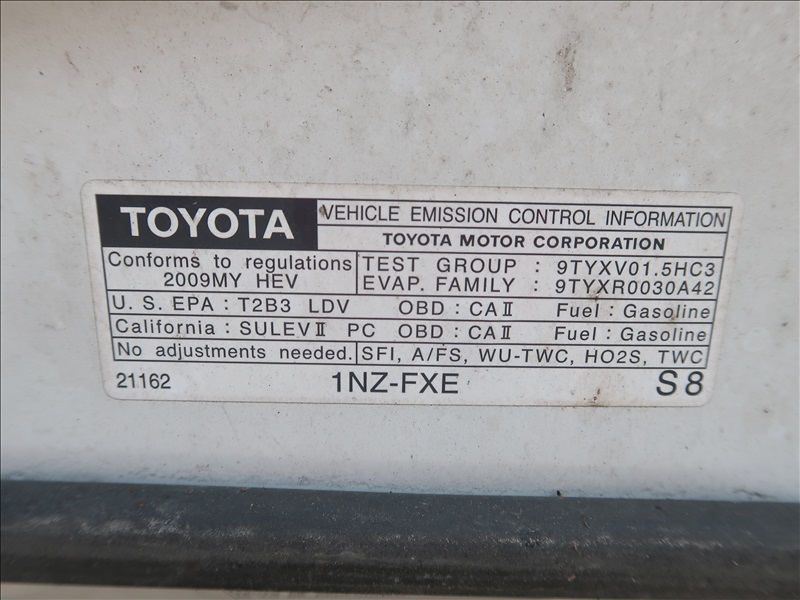 TOYOTA VEHICLE EMISSION CONTROL INFORMATION
TOYOTA MOTOR CORPORATION
Conforms to regulations TEST GROUP : 9TYXV01.5HC3
2009MY HEV EVAP. FAMILY : 9TYXR0030A42
U. S. EPA : T2B3 LDV OBD : CAⅡ Fuel : Gasoline
California : SULEVⅡ PC OBD : CAⅡ Fuel : Gasoline
No adjustments needed. SFI, A/FS, WU-TWC, HO2S, TWC
21162 1NZ-FXE S8